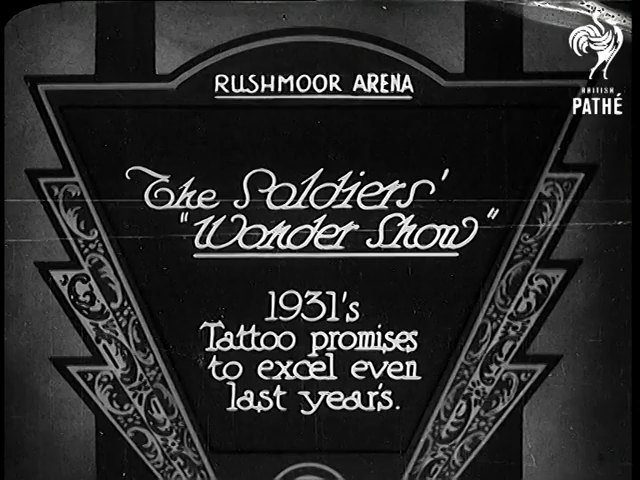 RUSHMOOR ARENA
BRITISH
PATHÉ
The Soldiers'
"Wonder Show"
1931's
Tattoo promises
to excel even
last year's.